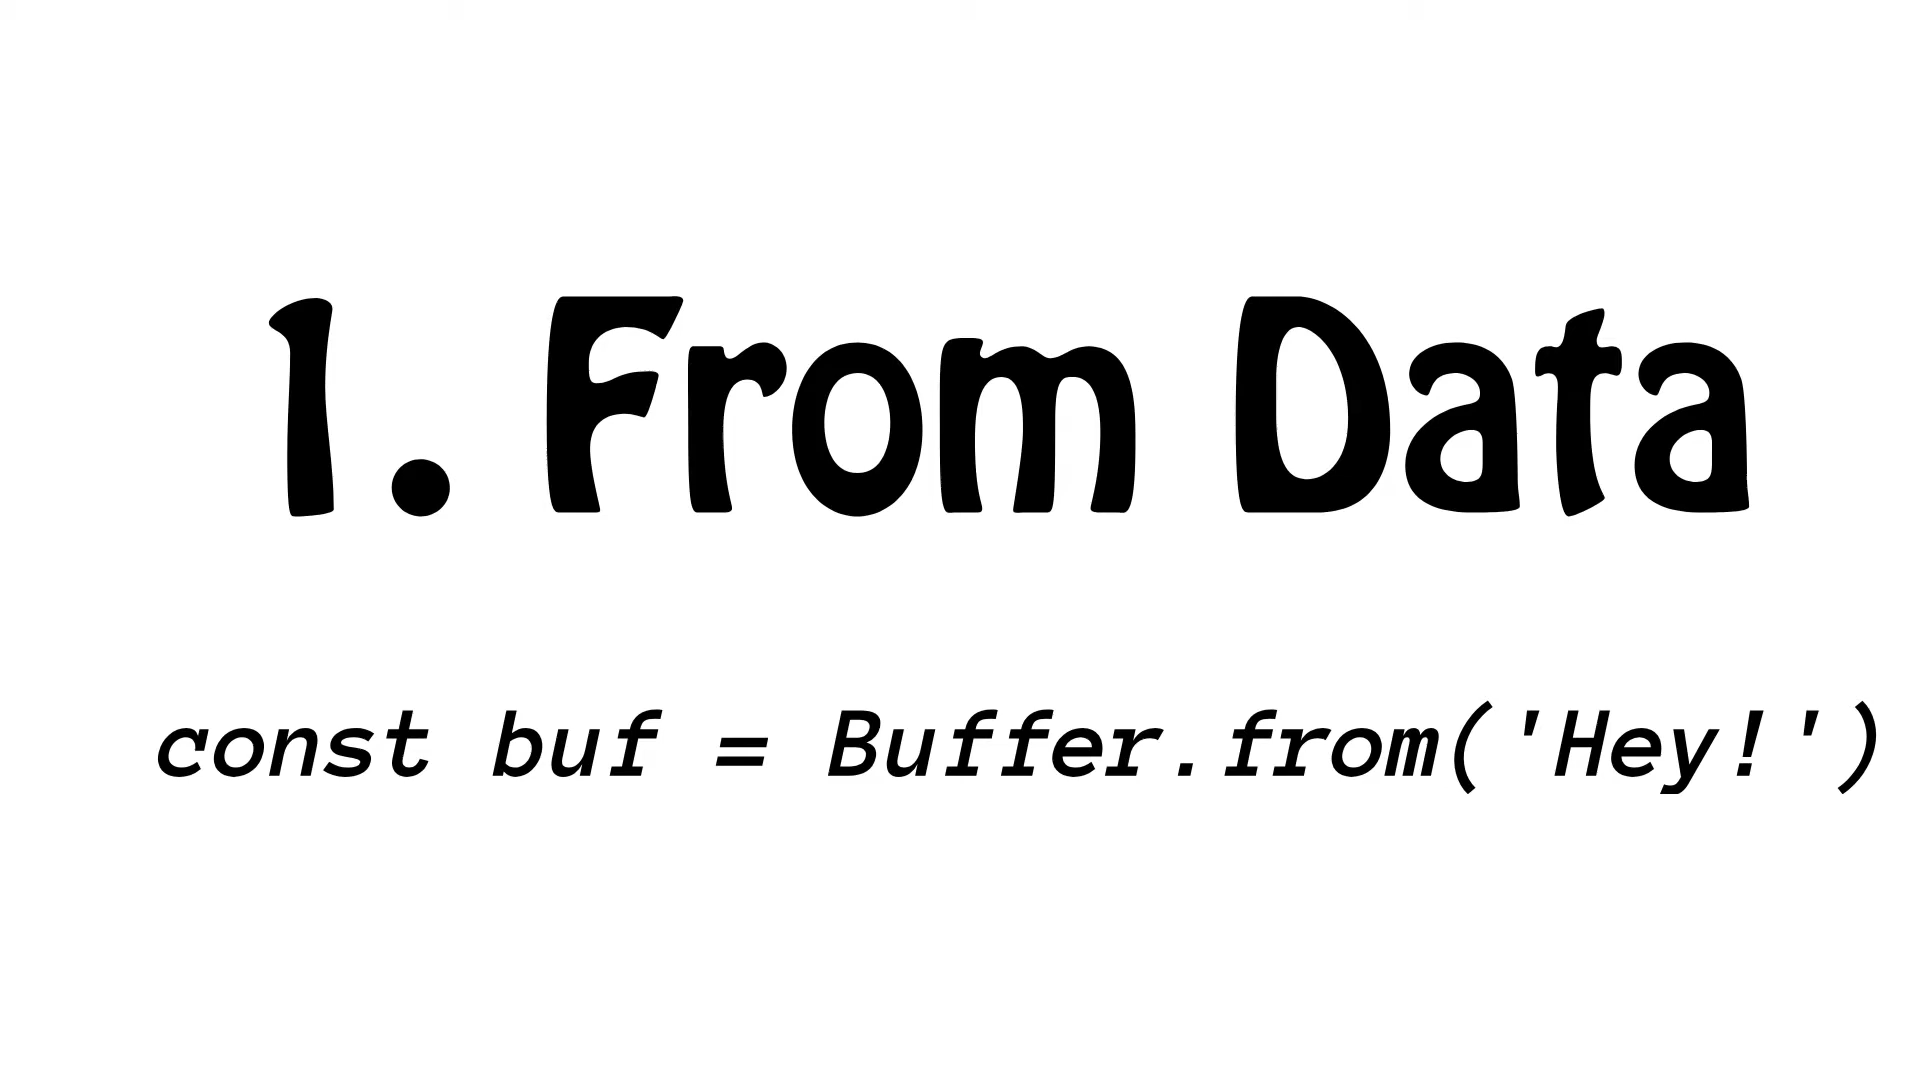 1. From Data
const buf = Buffer.from('Hey!')